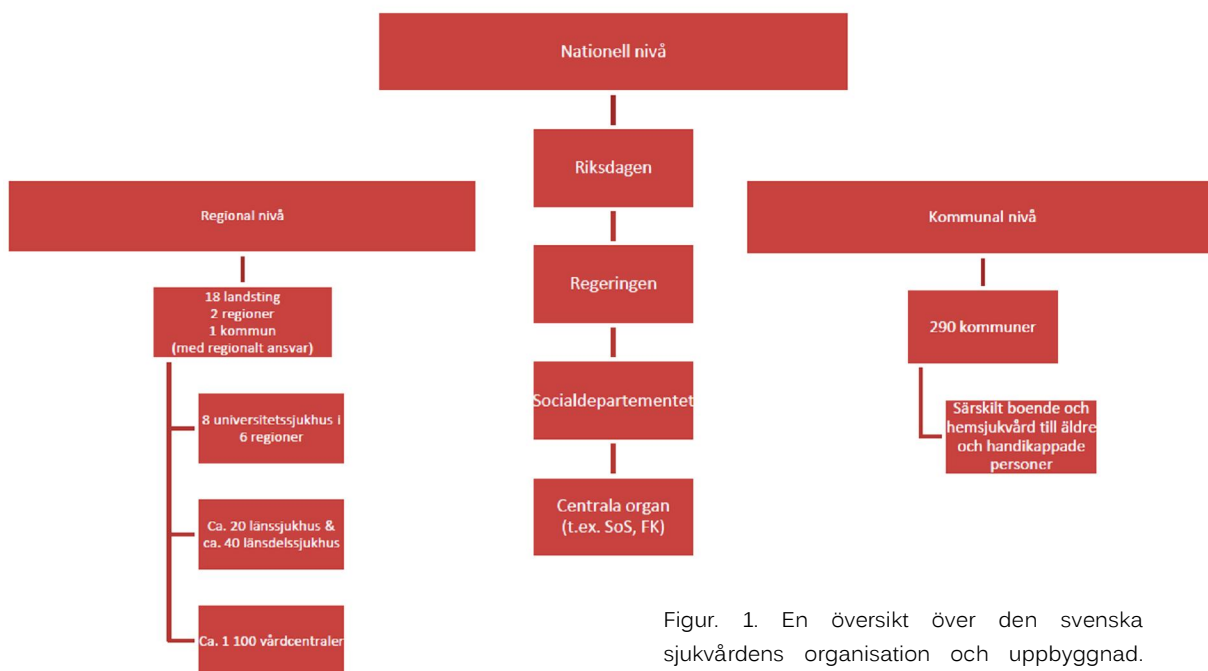 Nationell nivå
Riksdagen
Regeringen
Socialdepartementet
Centrala organ
(t.ex. SoS, FK)
Regional nivå
18 landsting
2 regioner
1 kommun
(med regionalt ansvar)
8 universitetssjukhus i
6 regioner
Ca. 20 länssjukhus &
ca. 40 länsdelssjukhus
Ca. 1 100 vårdcentraler
Kommunal nivå
290 kommuner
Särskilt boende och
hemsjukvård till äldre
och handikappade
personer
Figur. 1. En översikt över den svenska
sjukvårdens organisation och uppbyggnad.